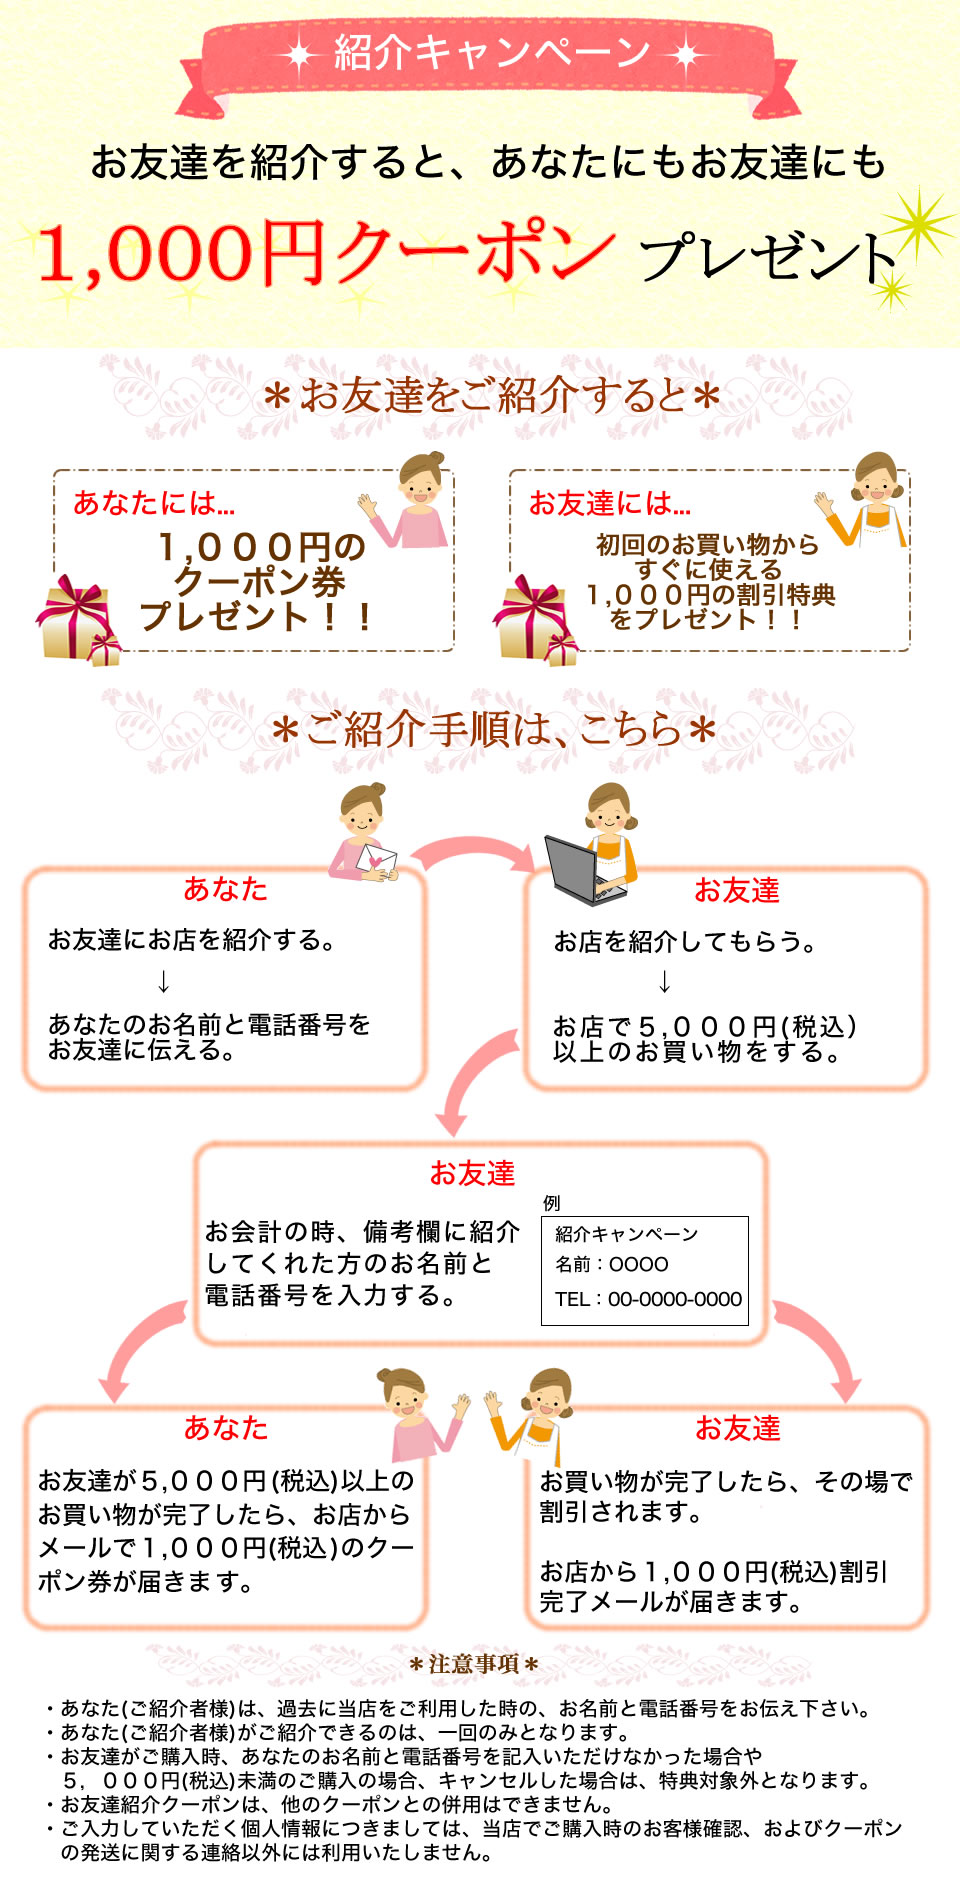 紹介キャンペーン
お友達を紹介すると、あなたにもお友達にも
1,000円クーポン プレゼント
＊お友達をご紹介すると＊
あなたには...
１,０００円の
クーポン券
プレゼント！！
お友達には...
初回のお買い物から
すぐに使える
１,０００円の割引特典
をプレゼント！！
＊ご紹介手順は、こちら＊
あなた
お友達にお店を紹介する。
↓
あなたのお名前と電話番号を
お友達に伝える。
お友達
お店を紹介してもらう。
↓
お店で５,０００円(税込）
以上のお買い物をする。
お友達
お会計の時、備考欄に紹介
してくれた方のお名前と
電話番号を入力する。
例
紹介キャンペーン
名前：○○○○
TEL：00-0000-0000
あなた
お友達が５,０００円(税込)以上の
お買い物が完了したら、お店から
メールで１,０００円(税込)のクー
ポン券が届きます。
お友達
お買い物が完了したら、その場で
割引されます。
お店から１,０００円(税込)割引
完了メールが届きます。
＊注意事項＊
・あなた(ご紹介者様)は、過去に当店をご利用した時の、お名前と電話番号をお伝え下さい。
・あなた(ご紹介者様)がご紹介できるのは、一回のみとなります。
・お友達がご購入時、あなたのお名前と電話番号を記入いただけなかった場合や
５，０００円(税込)未満のご購入の場合、キャンセルした場合は、特典対象外となります。
・お友達紹介クーポンは、他のクーポンとの併用はできません。
・ご入力していただく個人情報につきましては、当店でご購入時のお客様確認、およびクーポン
の発送に関する連絡以外には利用いたしません。